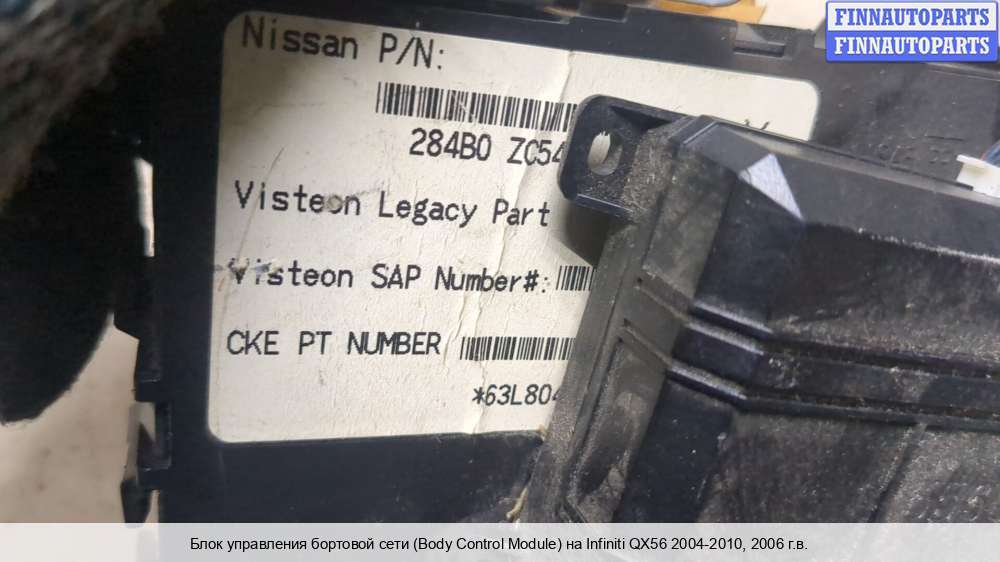 FINNAUTOPARTS
FINNAUTOPARTS
Nissan P/N:
284B0 ZC54
Visteon Legacy Part
Visteon SAP Number#:
CKE PT NUMBER
*63L804
Блок управления бортовой сети (Body Control Module) на Infiniti QX56 2004-2010, 2006 г.в.